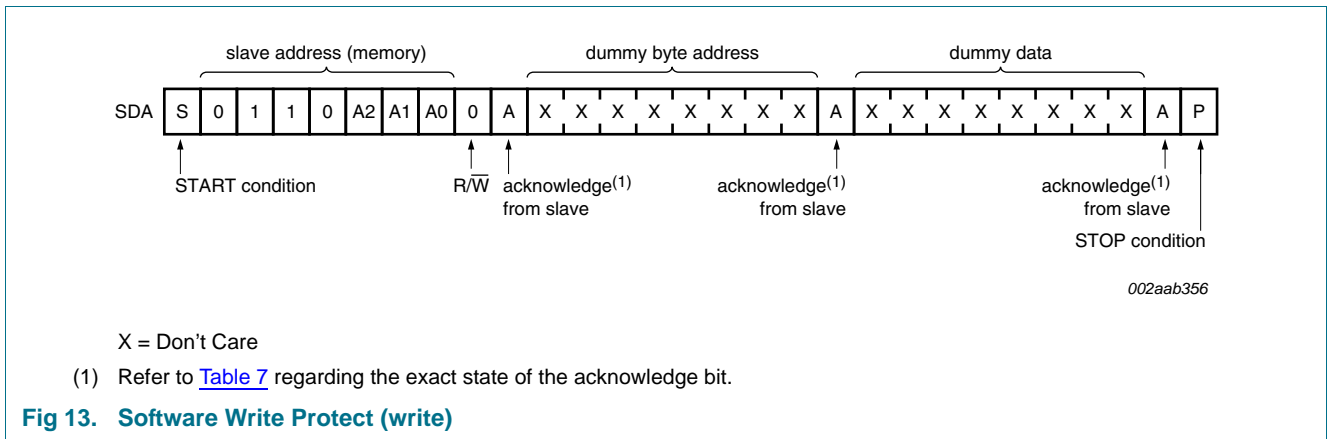 slave address (memory) dummy byte address dummy data
SDA S 0 1 1 0 A2 A1 A0 0 A X X X X X X X X A X X X X X X X X A P
START condition R/W̅ acknowledge(1) acknowledge(1) acknowledge(1)
from slave from slave from slave
STOP condition
002aab356
X = Don't Care
(1) Refer to Table 7 regarding the exact state of the acknowledge bit.
Fig 13. Software Write Protect (write)